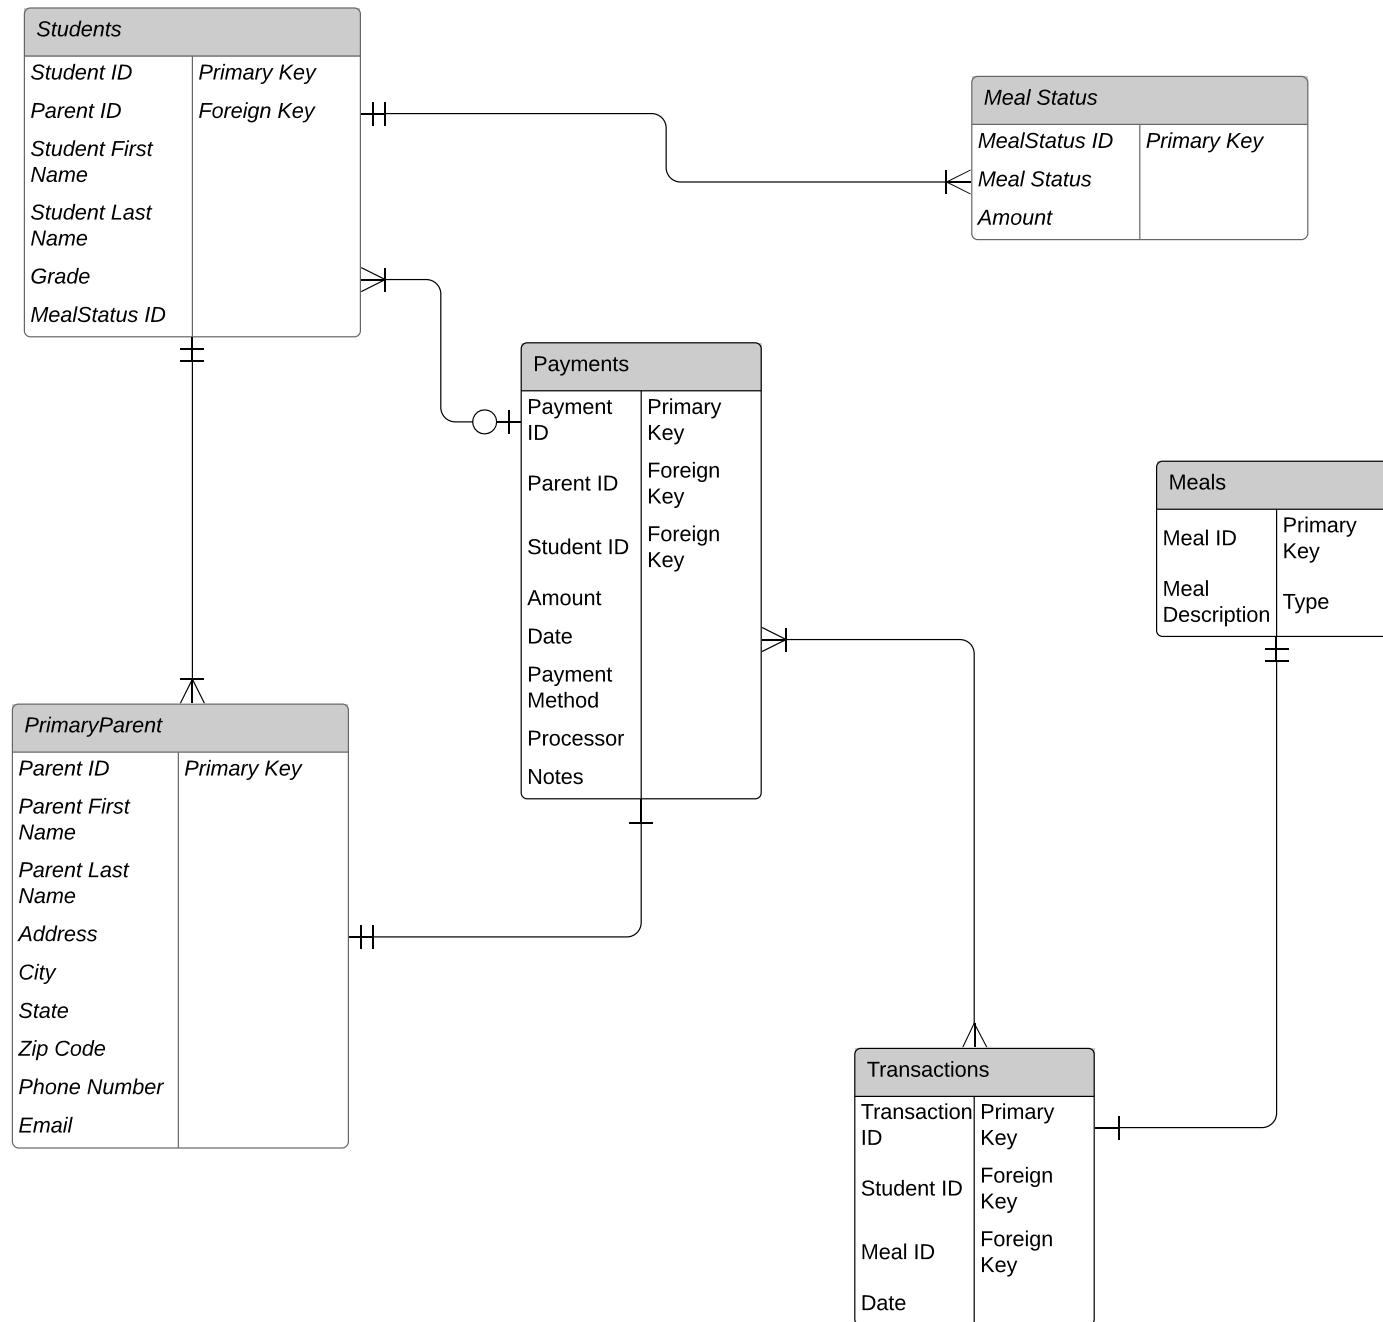 Students
Student ID Primary Key
Parent ID Foreign Key
Student First
Name
Student Last
Name
Grade
MealStatus ID
Meal Status
MealStatus ID Primary Key
Meal Status
Amount
Payments
Payment
ID
Primary
Key
Parent ID
Foreign
Key
Student ID
Foreign
Key
Amount
Date
Payment
Method
Processor
Notes
Meals
Meal ID
Primary
Key
Meal
Description
Type
PrimaryParent
Parent ID Primary Key
Parent First
Name
Parent Last
Name
Address
City
State
Zip Code
Phone Number
Email
Transactions
Transaction
ID
Primary
Key
Student ID
Foreign
Key
Meal ID
Foreign
Key
Date